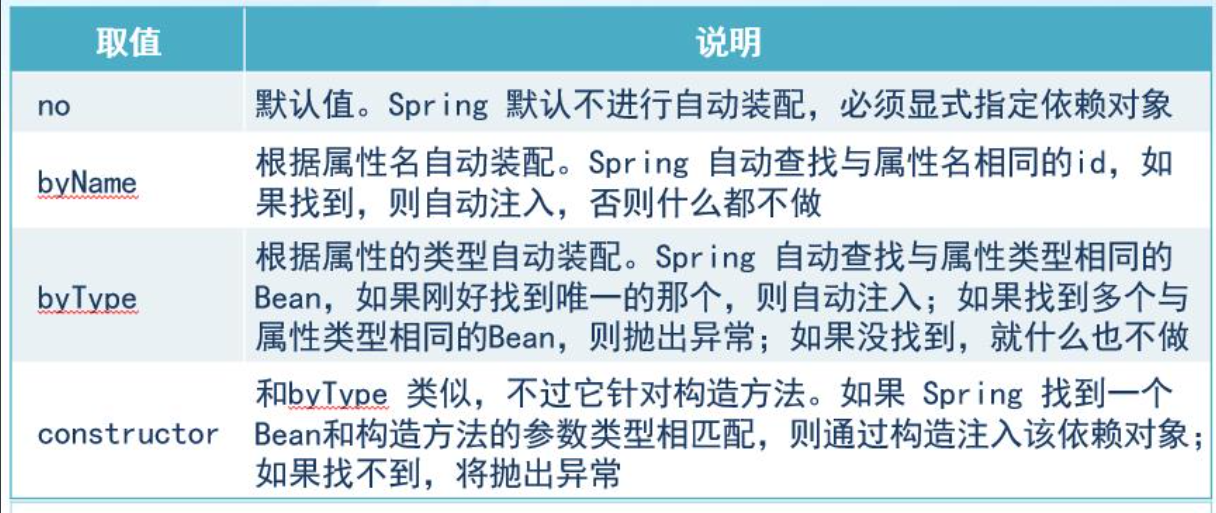 取值 说明
no 默认值。Spring 默认不进行自动装配，必须显式指定依赖对象
byName 根据属性名自动装配。Spring 自动查找与属性名相同的id，如
果找到，则自动注入，否则什么都不做
根据属性的类型自动装配。Spring 自动查找与属性类型相同的
byType Bean，如果刚好找到唯一的那个，则自动注入；如果找到多个与
属性类型相同的Bean，则抛出异常；如果没找到，就什么也不做
和byType 类似，不过它针对构造方法。如果 Spring 找到一个
constructor Bean和构造方法的参数类型相匹配，则通过构造注入该依赖对象；
如果找不到，将抛出异常